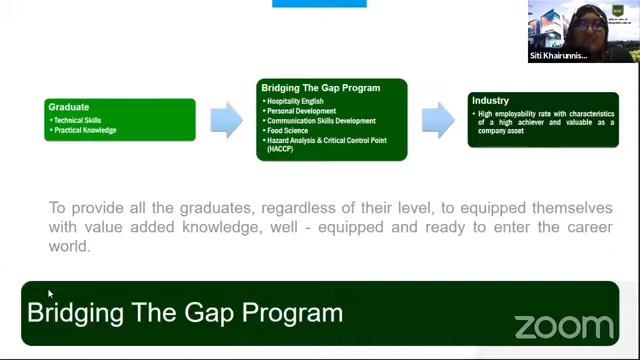 Siti Khairunnis...
Graduate
• Technical Skills
• Practical Knowledge
Bridging The Gap Program
• Hospitality English
• Personal Development
• Communication Skills Development
• Food Science
• Hazard Analysis & Critical Control Point
(HACCP)
Industry
• High employability rate with characteristics
of a high achiever and valuable as a
company asset
To provide all the graduates, regardless of their level, to equipped themselves
with value added knowledge, well - equipped and ready to enter the career
world.
Bridging The Gap Program
zoom